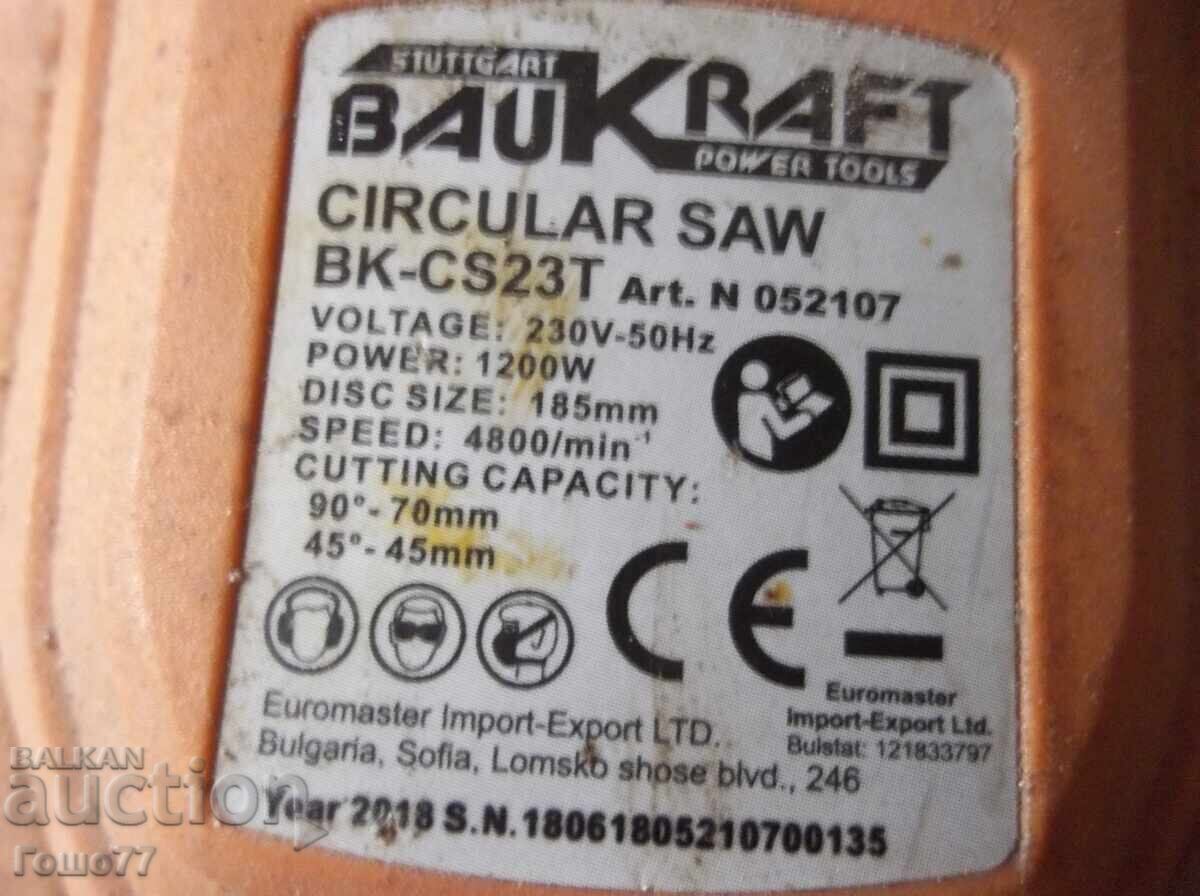 STUTTGART
BAUKRAFT
POWER TOOLS
CIRCULAR SAW
BK-CS23T Art. N 052107
VOLTAGE: 230V-50Hz
POWER: 1200W
DISC SIZE: 185mm
SPEED: 4800/min⁻¹
CUTTING CAPACITY:
90°- 70mm
45°- 45mm
CE
Euromaster Import-Export LTD.
Bulgaria, Sofia, Lomsko shose blvd., 246
Euromaster
Import-Export Ltd.
Bulstat: 121833797
Year 2018 S.N.18061805210700135
BALKAN
auction
Гошо77